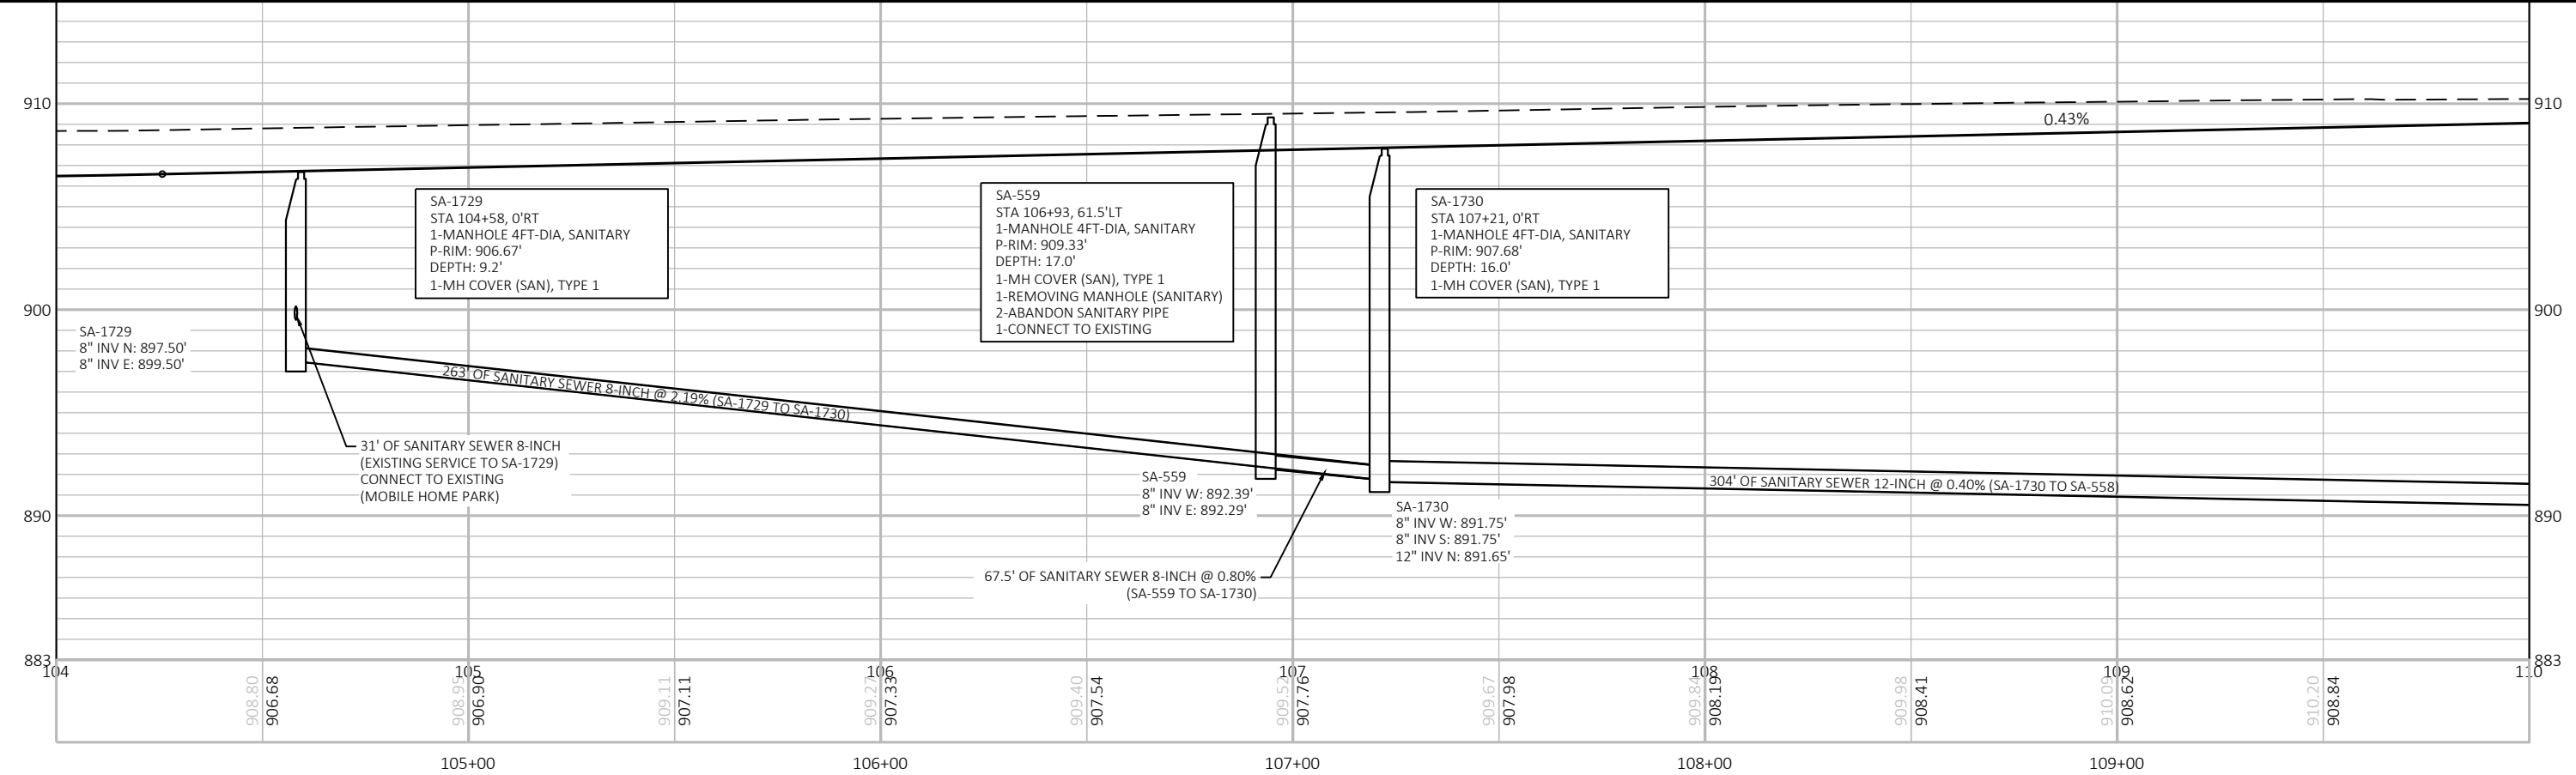 910
910
0.43%
SA-1729
STA 104+58, 0'RT
1-MANHOLE 4FT-DIA, SANITARY
P-RIM: 906.67'
DEPTH: 9.2'
1-MH COVER (SAN), TYPE 1
SA-559
STA 106+93, 61.5'LT
1-MANHOLE 4FT-DIA, SANITARY
P-RIM: 909.33'
DEPTH: 17.0'
1-MH COVER (SAN), TYPE 1
1-REMOVING MANHOLE (SANITARY)
2-ABANDON SANITARY PIPE
1-CONNECT TO EXISTING
SA-1730
STA 107+21, 0'RT
1-MANHOLE 4FT-DIA, SANITARY
P-RIM: 907.68'
DEPTH: 16.0'
1-MH COVER (SAN), TYPE 1
900
900
SA-1729
8" INV N: 897.50'
8" INV E: 899.50'
263' OF SANITARY SEWER 8-INCH @ 2.19% (SA-1729 TO SA-1730)
31' OF SANITARY SEWER 8-INCH
(EXISTING SERVICE TO SA-1729)
CONNECT TO EXISTING
(MOBILE HOME PARK)
SA-559
8" INV W: 892.39'
8" INV E: 892.29'
304' OF SANITARY SEWER 12-INCH @ 0.40% (SA-1730 TO SA-558)
SA-1730
8" INV W: 891.75'
8" INV S: 891.75'
12" INV N: 891.65'
890
890
67.5' OF SANITARY SEWER 8-INCH @ 0.80%
(SA-559 TO SA-1730)
883
883
104
105
106
107
108
109
110
908.80
906.68
908.95
906.90
909.11
907.11
909.27
907.33
909.40
907.54
909.52
907.76
909.67
907.98
909.84
908.19
909.98
908.41
910.09
908.62
910.20
908.84
105+00
106+00
107+00
108+00
109+00